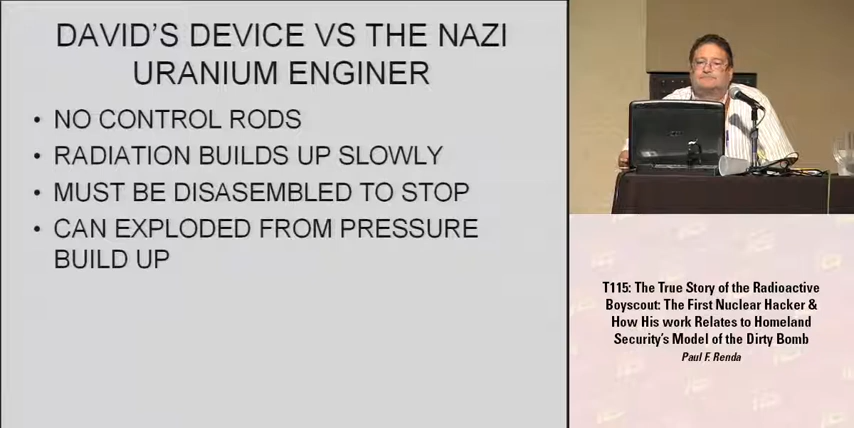 DAVID'S DEVICE VS THE NAZI
URANIUM ENGINER
• NO CONTROL RODS
• RADIATION BUILDS UP SLOWLY
• MUST BE DISASEMBLED TO STOP
• CAN EXPLODED FROM PRESSURE
BUILD UP
T115: The True Story of the Radioactive
Boyscout: The First Nuclear Hacker &
How His work Relates to Homeland
Security's Model of the Dirty Bomb
Paul F. Renda